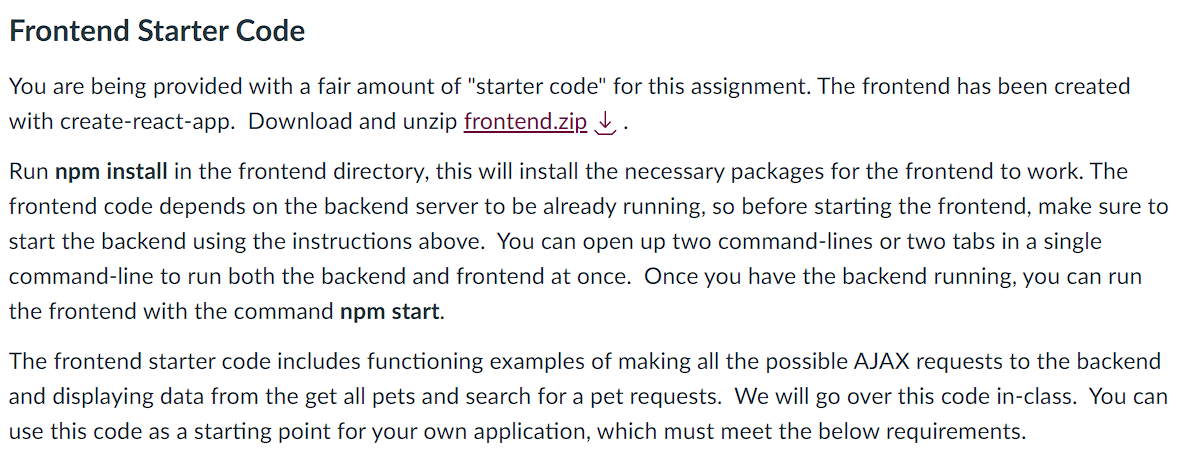 Frontend Starter Code
You are being provided with a fair amount of "starter code" for this assignment. The frontend has been created
with create-react-app.  Download and unzip frontend.zip .
Run npm install in the frontend directory, this will install the necessary packages for the frontend to work. The
frontend code depends on the backend server to be already running, so before starting the frontend, make sure to
start the backend using the instructions above.  You can open up two command-lines or two tabs in a single
command-line to run both the backend and frontend at once.  Once you have the backend running, you can run
the frontend with the command npm start.
The frontend starter code includes functioning examples of making all the possible AJAX requests to the backend
and displaying data from the get all pets and search for a pet requests.  We will go over this code in-class.  You can
use this code as a starting point for your own application, which must meet the below requirements.